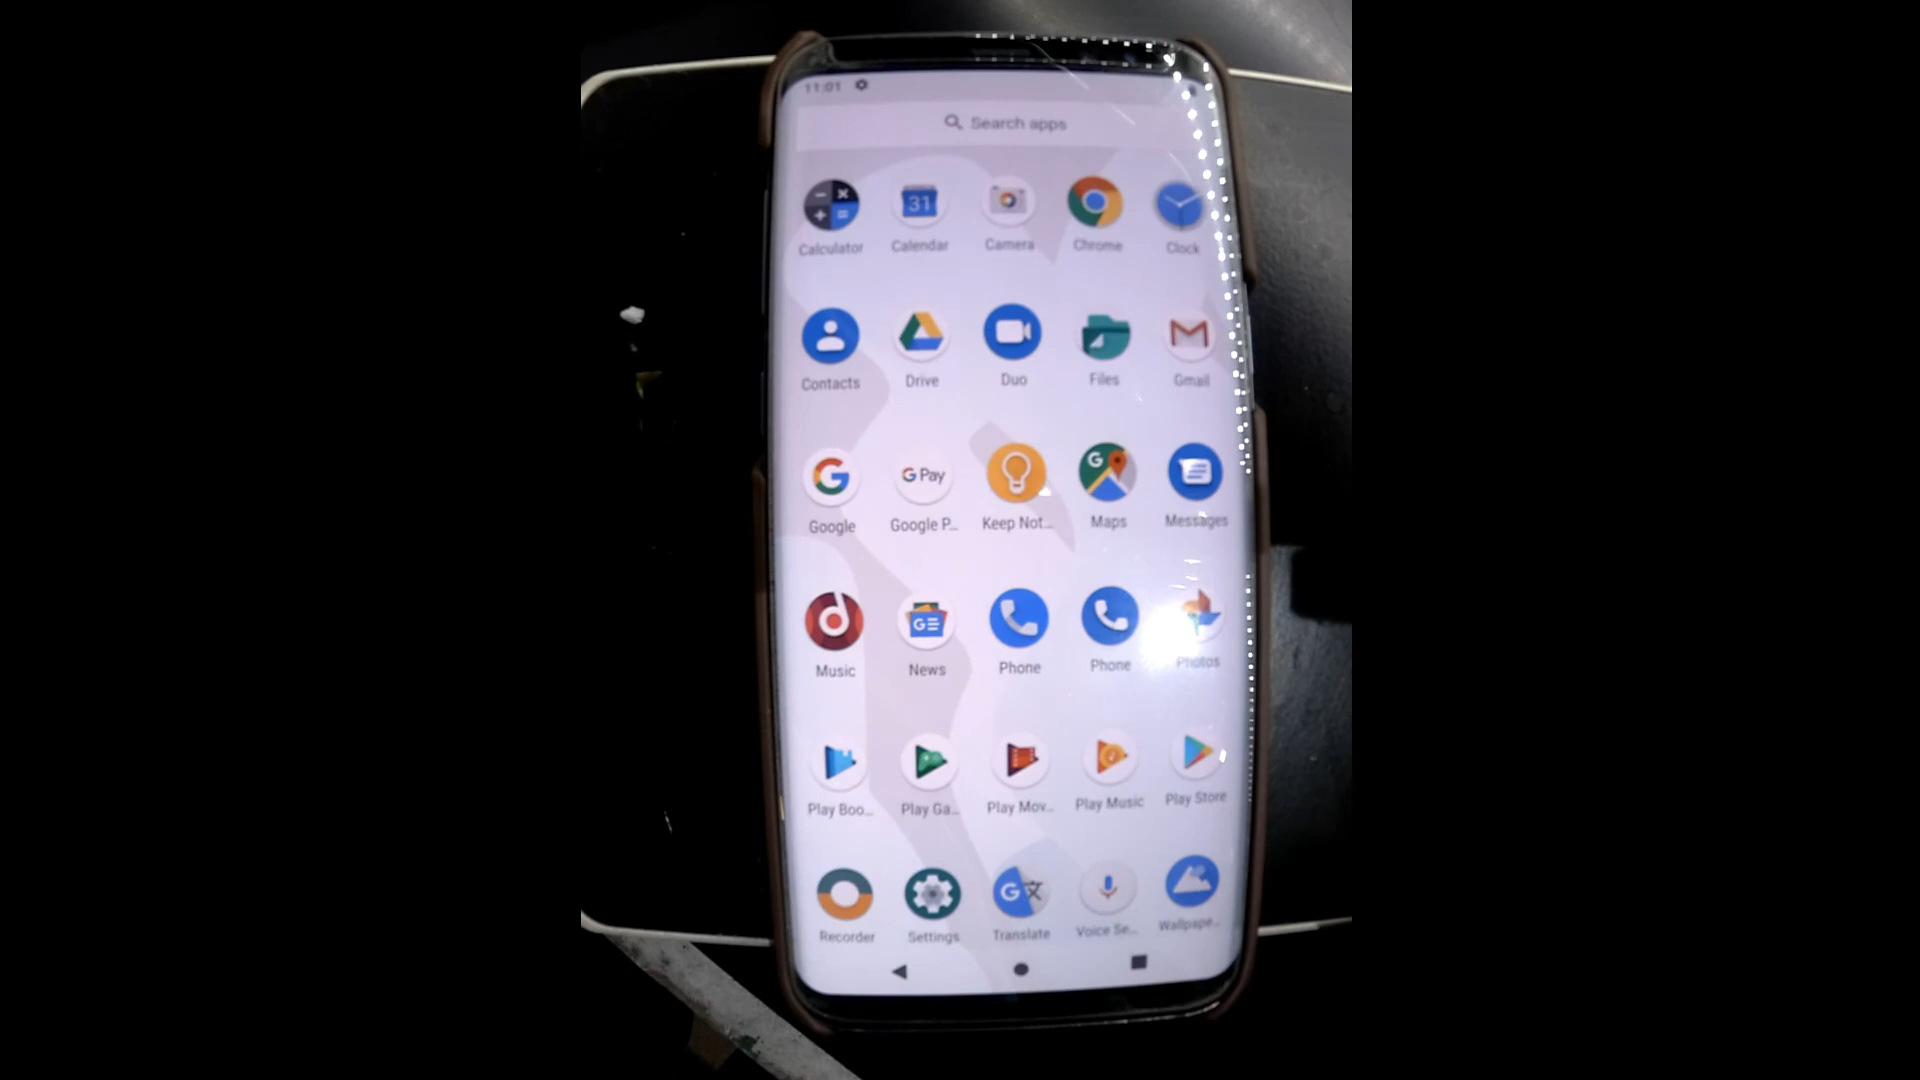 11:01
Search apps
Calculator Calendar Camera Chrome Clock
31
Contacts Drive Duo Files Gmail
G Pay
Google Google P... Keep Not... Maps Messages
Music News Phone Phone Photos
Play Boo... Play Ga... Play Mov... Play Music Play Store
Recorder Settings Translate Voice Se... Wallpape...